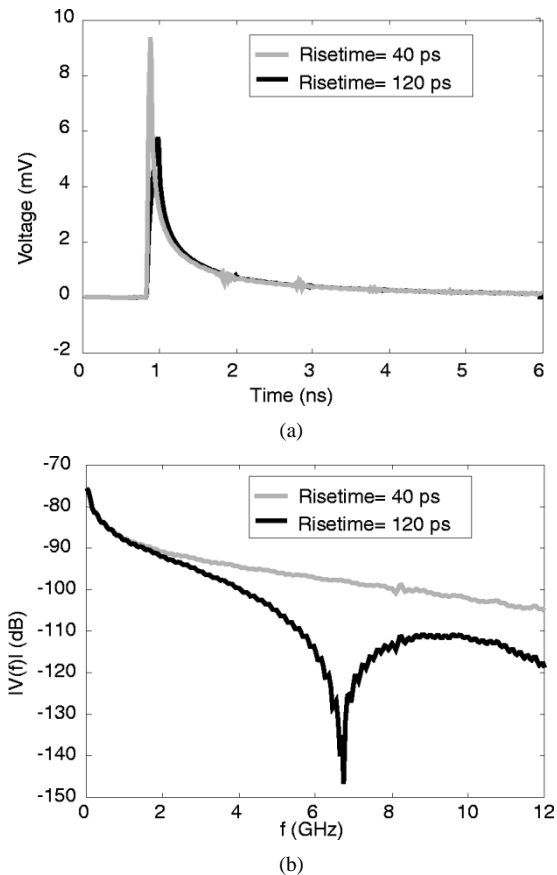 10
8
6
4
2
0
-2
Voltage (mV)
Risetime= 40 ps
Risetime= 120 ps
0 1 2 3 4 5 6
Time (ns)
(a)
-70
-80
-90
-100
-110
-120
-130
-140
-150
|V(f)| (dB)
Risetime= 40 ps
Risetime= 120 ps
0 2 4 6 8 10 12
f (GHz)
(b)